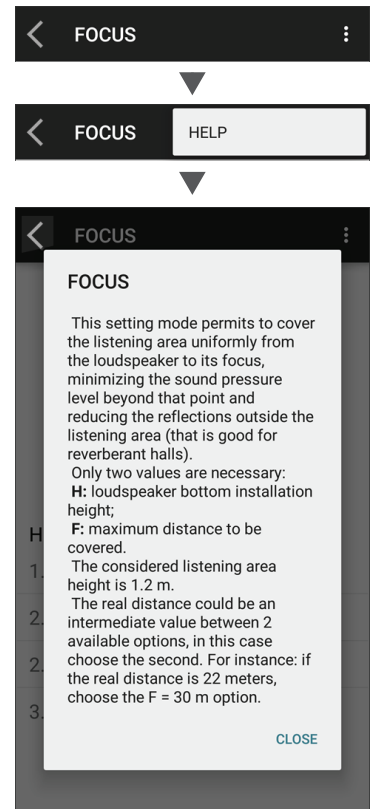 FOCUS
FOCUS
HELP
FOCUS
FOCUS
This setting mode permits to cover
the listening area uniformly from
the loudspeaker to its focus,
minimizing the sound pressure
level beyond that point and
reducing the reflections outside the
listening area (that is good for
reverberant halls).
Only two values are necessary:
H: loudspeaker bottom installation
height;
F: maximum distance to be
covered.
The considered listening area
height is 1.2 m.
The real distance could be an
intermediate value between 2
available options, in this case
choose the second. For instance: if
the real distance is 22 meters,
choose the F = 30 m option.
H
1.
2.
2.
3.
CLOSE